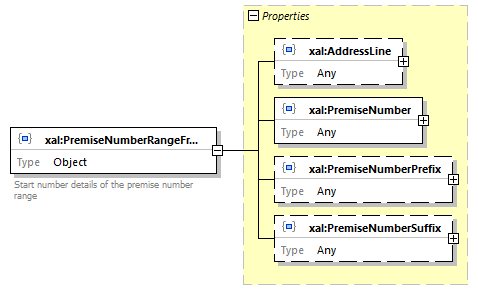 Properties
xal:AddressLine
Type Any
xal:PremiseNumber
Type Any
xal:PremiseNumberRangeFr...
Type Object
Start number details of the premise number
range
xal:PremiseNumberPrefix
Type Any
xal:PremiseNumberSuffix
Type Any